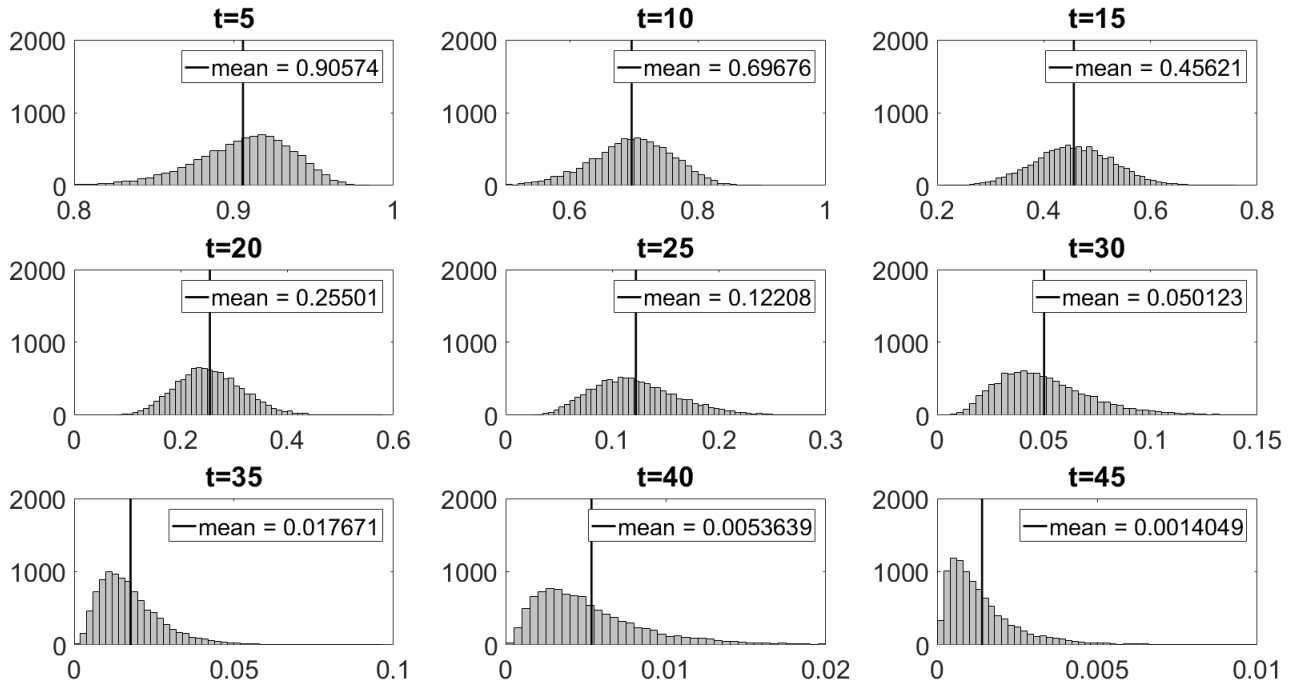 t=5
2000
1000
0
mean = 0.90574
0.8 0.9 1
t=10
2000
1000
0
mean = 0.69676
0.6 0.8 1
t=15
2000
1000
0
mean = 0.45621
0.2 0.4 0.6 0.8
t=20
2000
1000
0
mean = 0.25501
0 0.2 0.4 0.6
t=25
2000
1000
0
mean = 0.12208
0 0.1 0.2 0.3
t=30
2000
1000
0
mean = 0.050123
0 0.05 0.1 0.15
t=35
2000
1000
0
mean = 0.017671
0 0.05 0.1
t=40
2000
1000
0
mean = 0.0053639
0 0.01 0.02
t=45
2000
1000
0
mean = 0.0014049
0 0.005 0.01